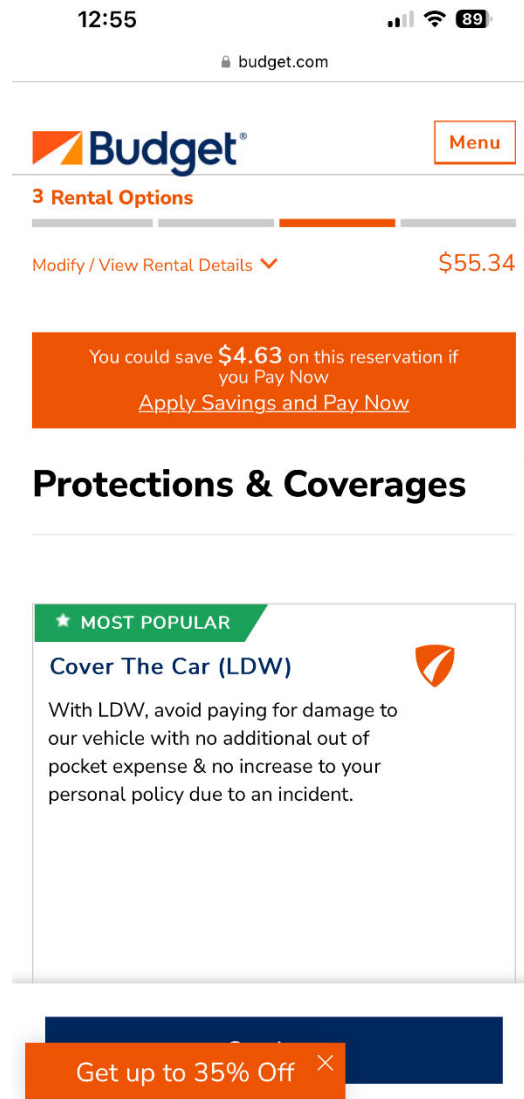 12:55
89
budget.com
Budget®
Menu
3 Rental Options
Modify / View Rental Details
$55.34
You could save $4.63 on this reservation if
you Pay Now
Apply Savings and Pay Now
Protections & Coverages
MOST POPULAR
Cover The Car (LDW)
With LDW, avoid paying for damage to
our vehicle with no additional out of
pocket expense & no increase to your
personal policy due to an incident.
Get up to 35% Off